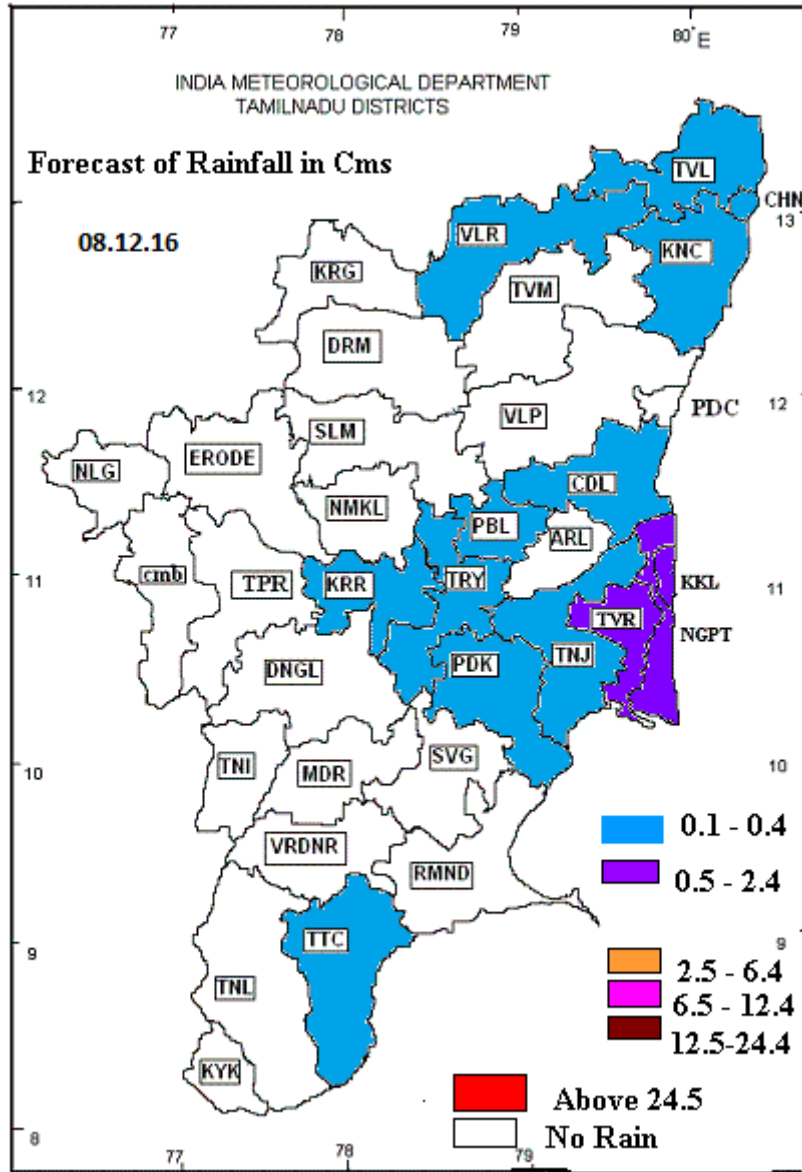 77 78 79 80°E
INDIA METEOROLOGICAL DEPARTMENT
TAMILNADU DISTRICTS
Forecast of Rainfall in Cms
TVL
CHN
13
VLR
08.12.16
KNC
KRG
TVM
DRM
12
PDC
12
VLP
SLM
ERODE
NLG
CDL
NMKL
PBL
ARL
cmb
11
TPR
KRR
TRY
KKL
11
TVR
NGPT
DNGL
PDK
TNJ
10
TNI
MDR
SVG
10
0.1 - 0.4
VRDNR
RMND
0.5 - 2.4
9
TTC
9
2.5 - 6.4
TNL
6.5 - 12.4
12.5-24.4
KYK
Above 24.5
8
No Rain
77 78 79